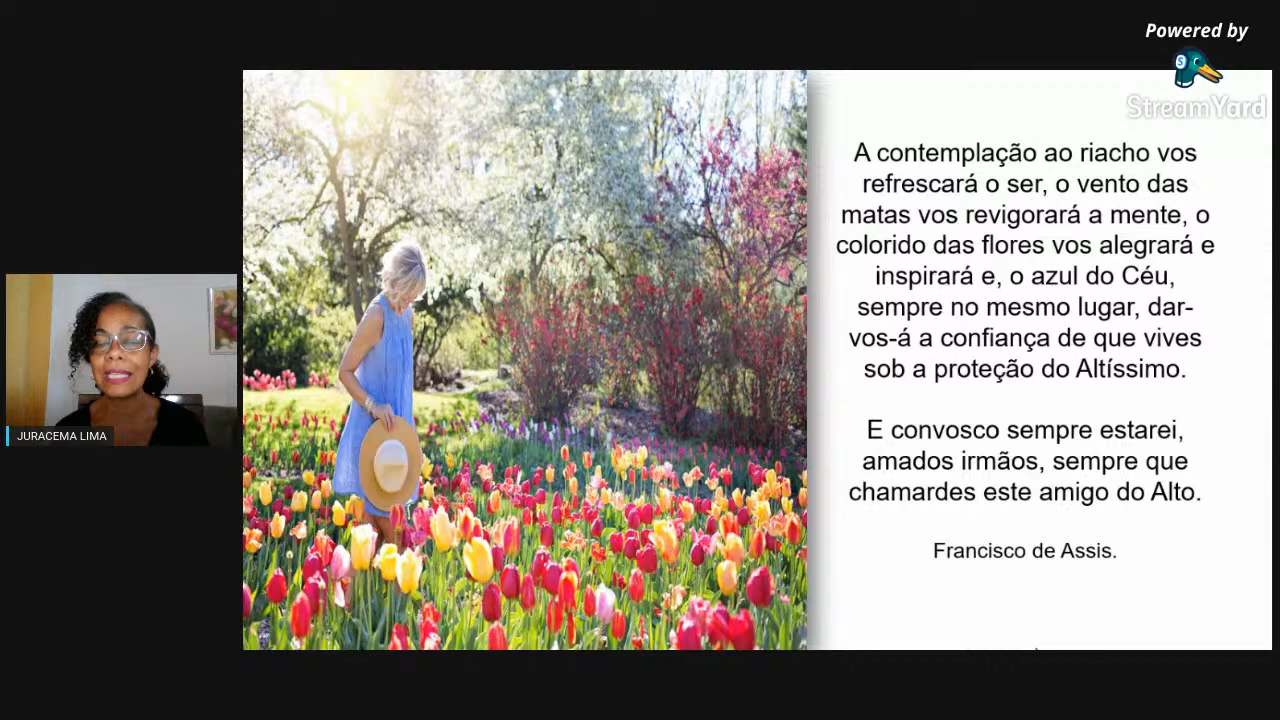 Powered by
StreamYard
A contemplação ao riacho vos
refrescará o ser, o vento das
matas vos revigorará a mente, o
colorido das flores vos alegrará e
inspirará e, o azul do Céu,
sempre no mesmo lugar, dar-
vos-á a confiança de que vives
sob a proteção do Altíssimo.
E convosco sempre estarei,
amados irmãos, sempre que
chamardes este amigo do Alto.
Francisco de Assis.
JURACEMA LIMA